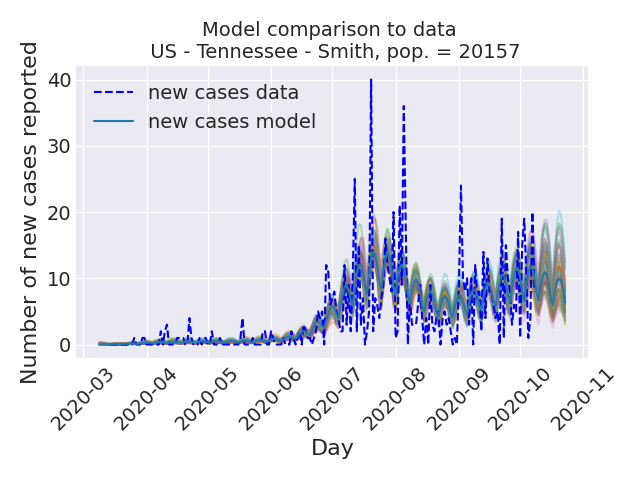 Model comparison to data
US - Tennessee - Smith, pop. = 20157
Number of new cases reported
40
30
20
10
0
new cases data
new cases model
2020-03
2020-04
2020-05
2020-06
2020-07
2020-08
2020-09
2020-10
2020-11
Day